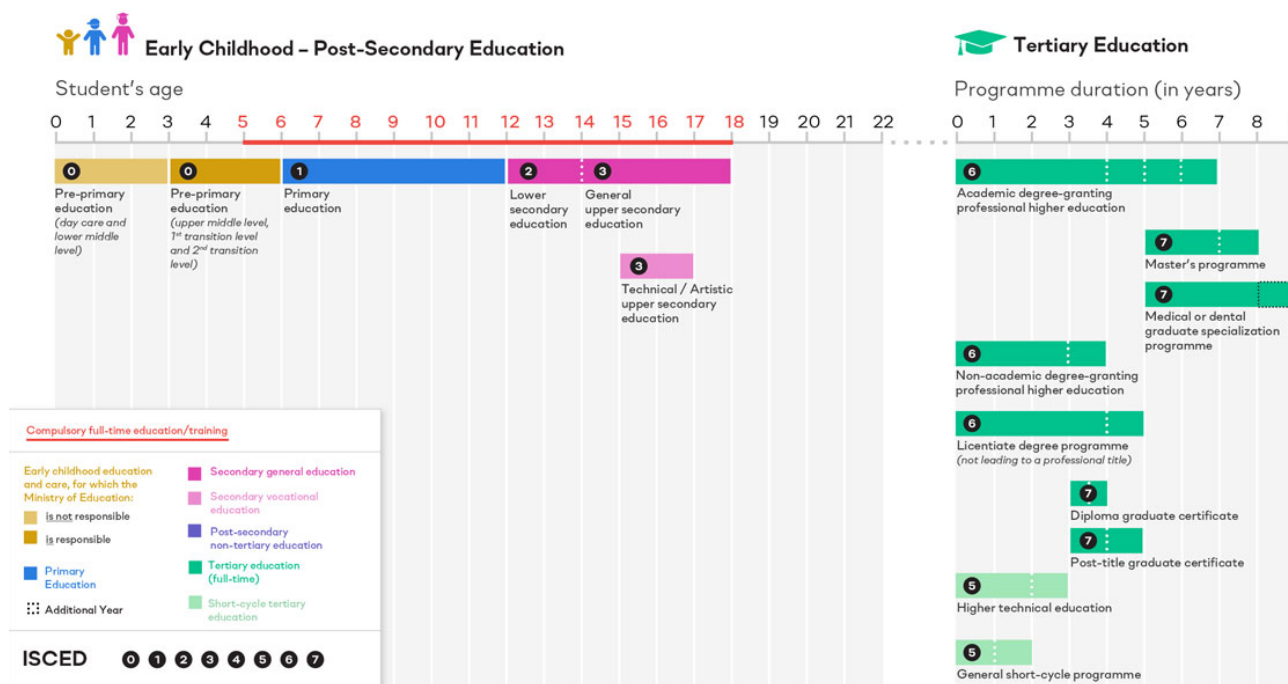 Early Childhood – Post-Secondary Education
Student's age
0 1 2 3 4 5 6 7 8 9 10 11 12 13 14 15 16 17 18 19 20 21 22
0
Pre-primary
education
(day care and
lower middle
level)
0
Pre-primary
education
(upper middle level,
1st transition level
and 2nd transition
level)
1
Primary
education
2
Lower
secondary
education
3
General
upper secondary
education
3
Technical / Artistic
upper secondary
education
Tertiary Education
Programme duration (in years)
0 1 2 3 4 5 6 7 8
6
Academic degree-granting
professional higher education
7
Master's programme
7
Medical or dental
graduate specialization
programme
6
Non-academic degree-granting
professional higher education
6
Licentiate degree programme
(not leading to a professional title)
7
Diploma graduate certificate
7
Post-title graduate certificate
5
Higher technical education
5
General short-cycle programme
Compulsory full-time education/training
Early childhood education
and care, for which the
Ministry of Education:
is not responsible
is responsible
Primary
Education
Additional Year
Secondary general education
Secondary vocational
education
Post-secondary
non-tertiary education
Tertiary education
(full-time)
Short-cycle tertiary
education
ISCED 0 1 2 3 4 5 6 7